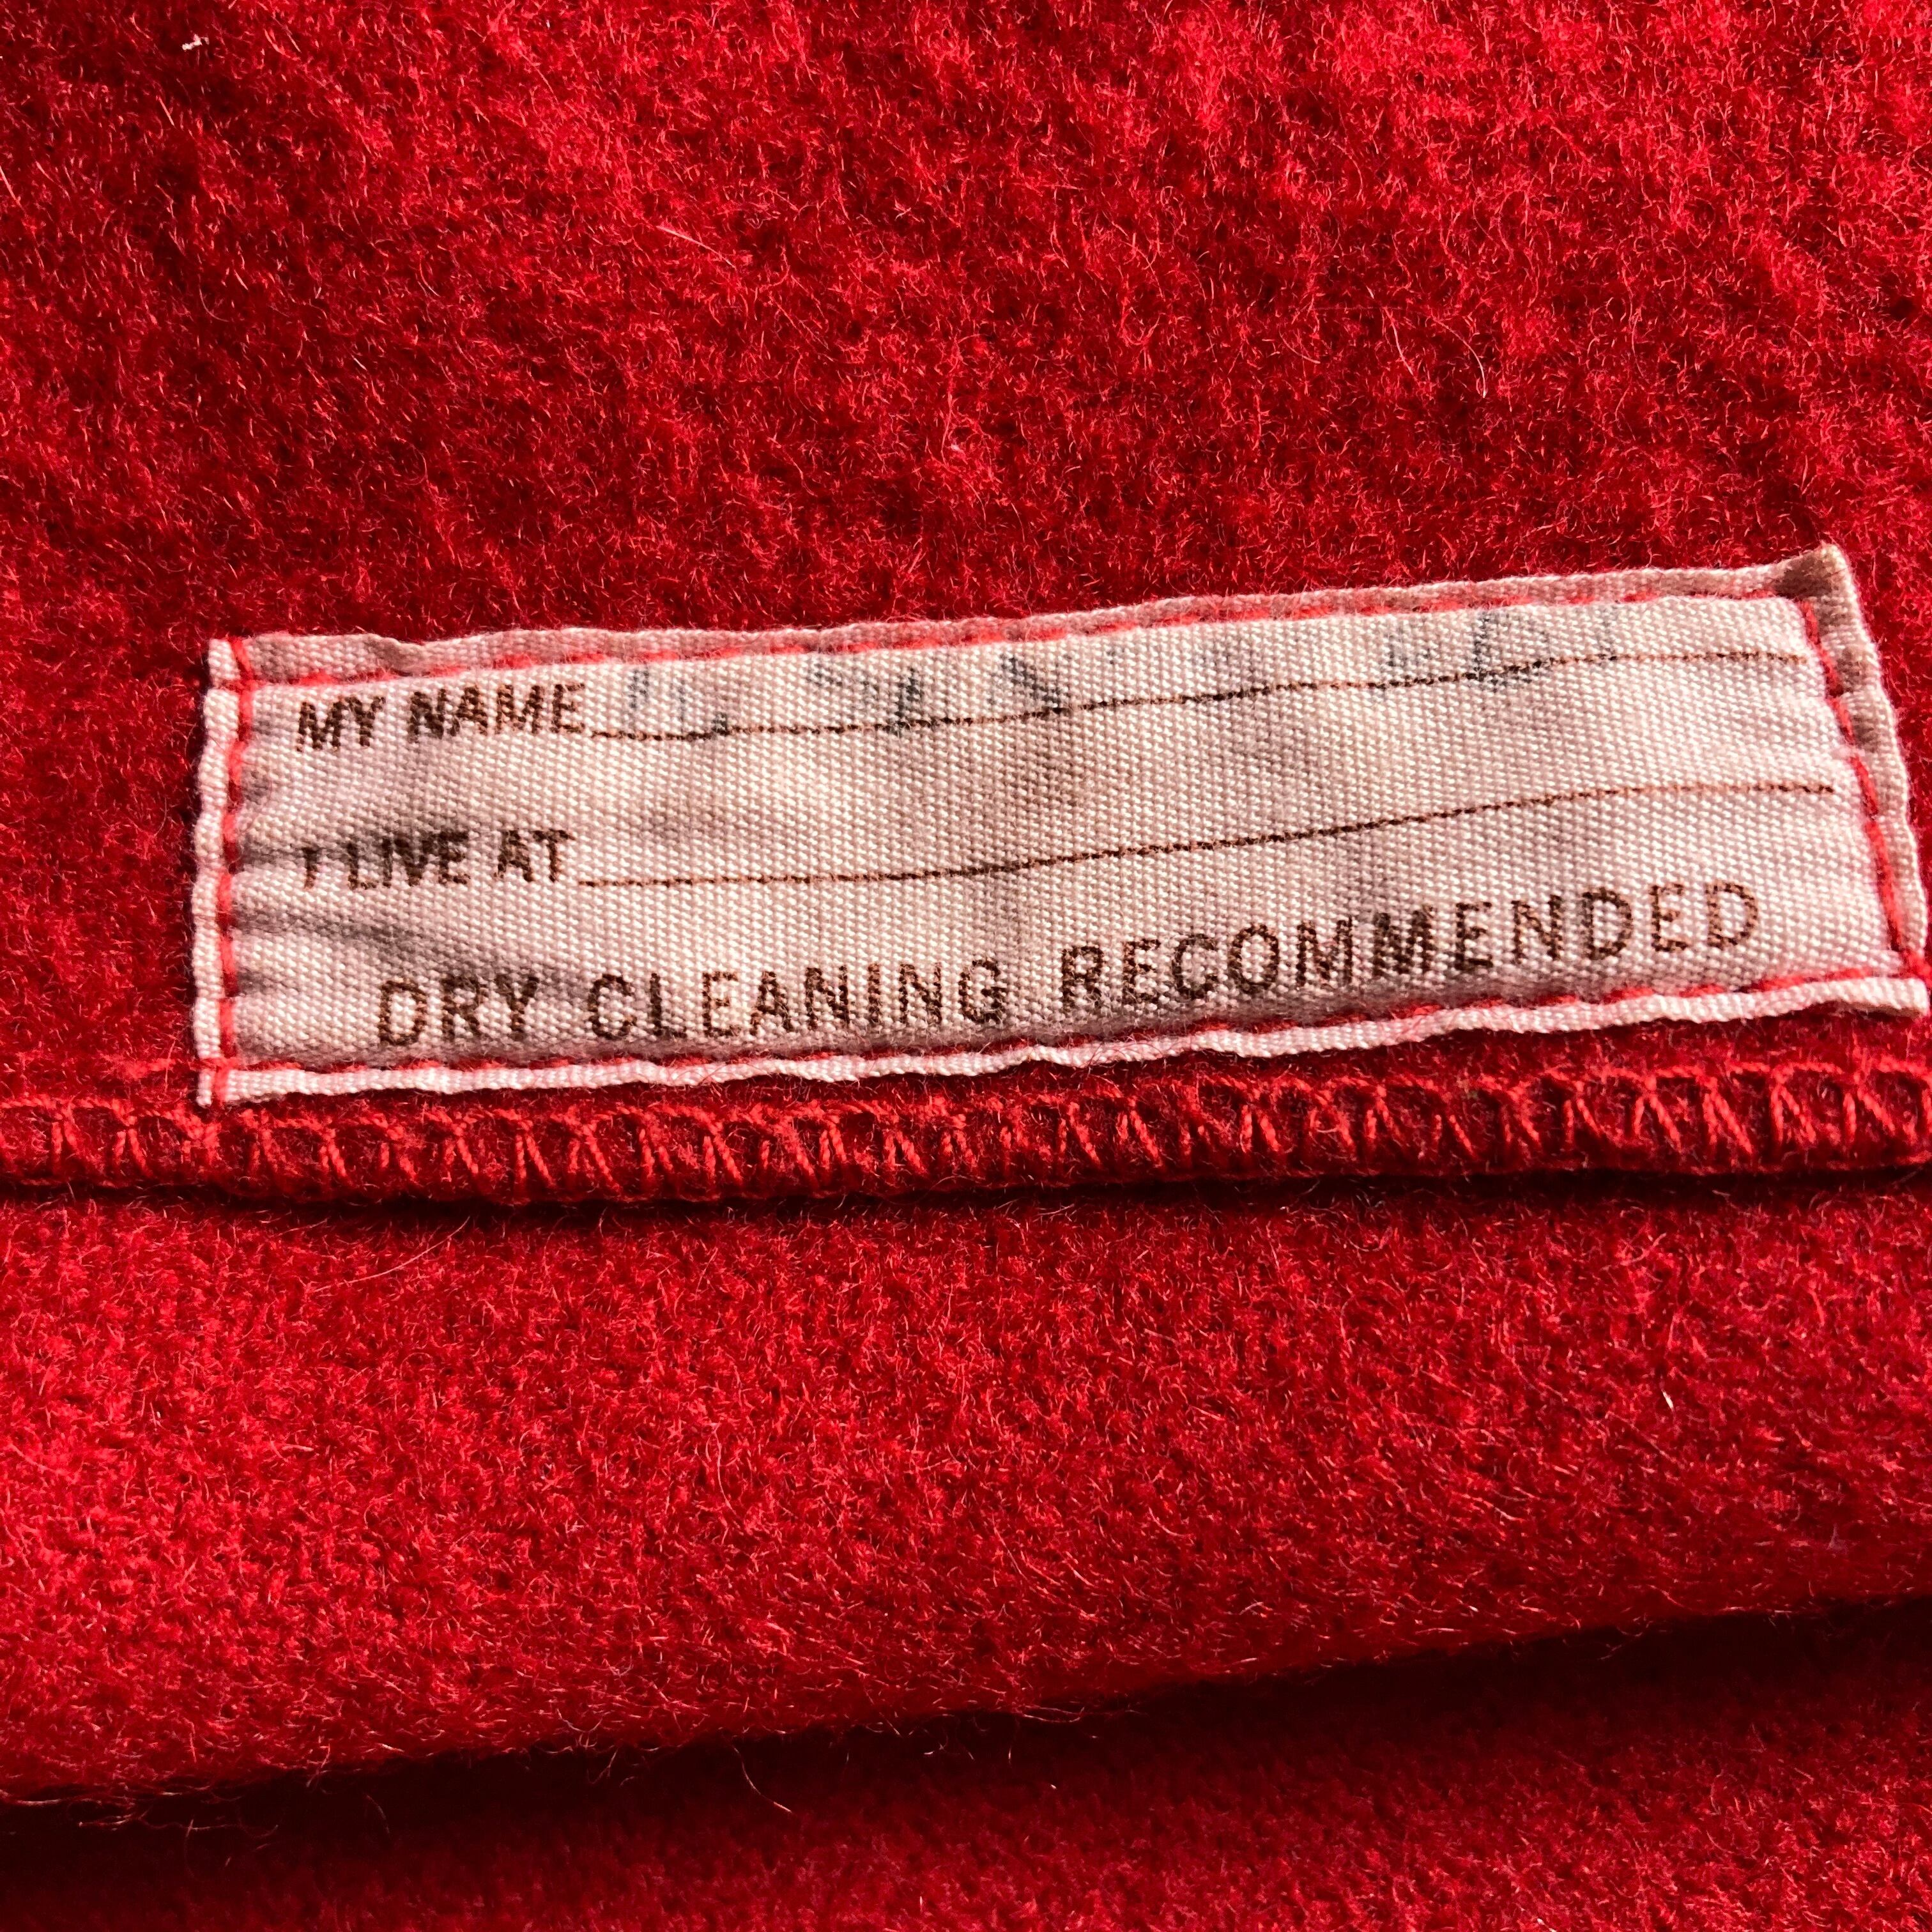 MY NAME
I LIVE AT
DRY CLEANING RECOMMENDED